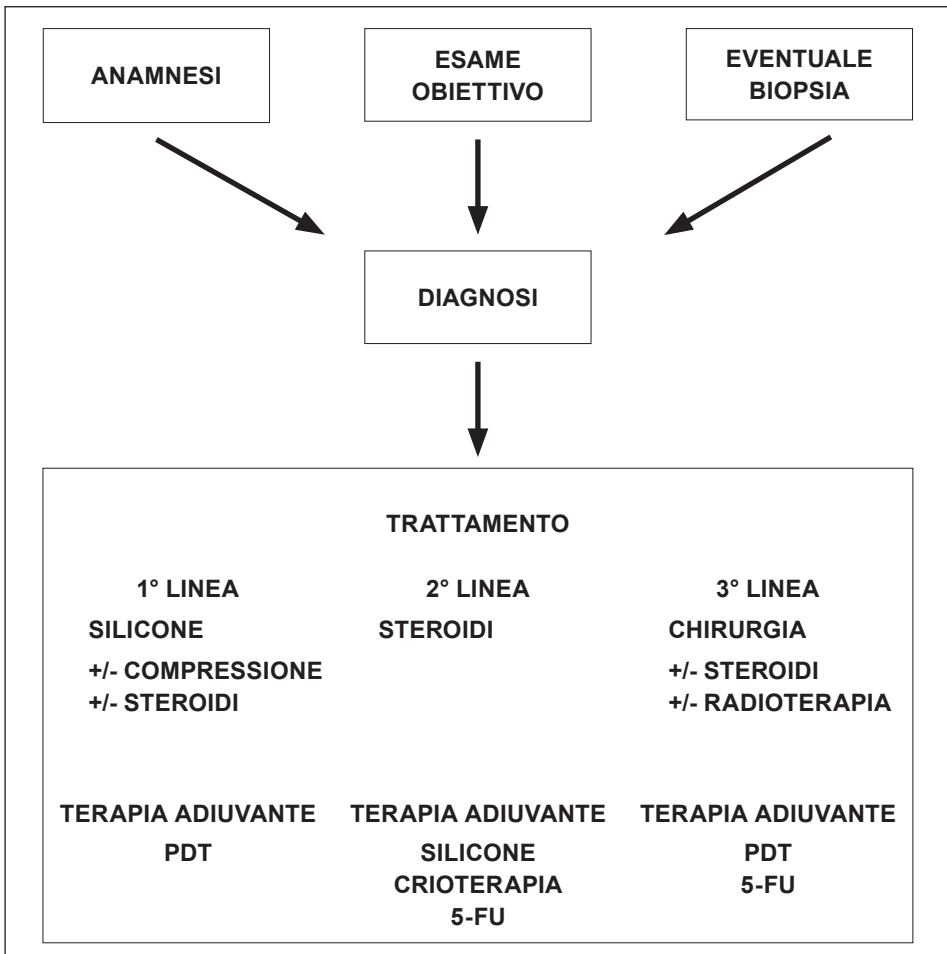 ANAMNESI
ESAME
OBIETTIVO
EVENTUALE
BIOPSIA
DIAGNOSI
TRATTAMENTO
1° LINEA
SILICONE
+/- COMPRESSIONE
+/- STEROIDI
2° LINEA
STEROIDI
3° LINEA
CHIRURGIA
+/- STEROIDI
+/- RADIOTERAPIA
TERAPIA ADIUVANTE
PDT
TERAPIA ADIUVANTE
SILICONE
CRIOTERAPIA
5-FU
TERAPIA ADIUVANTE
PDT
5-FU